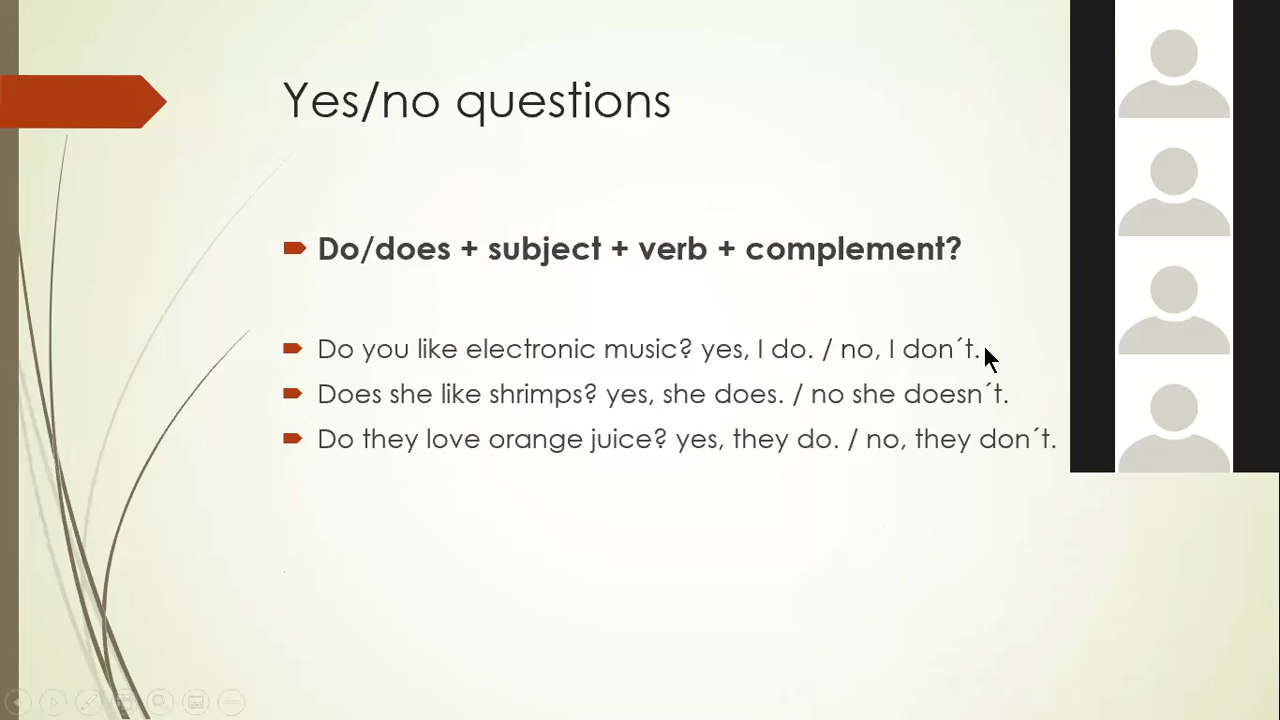 Yes/no questions
Do/does + subject + verb + complement?
Do you like electronic music? yes, I do. / no, I don´t.
Does she like shrimps? yes, she does. / no she doesn´t.
Do they love orange juice? yes, they do. / no, they don´t.